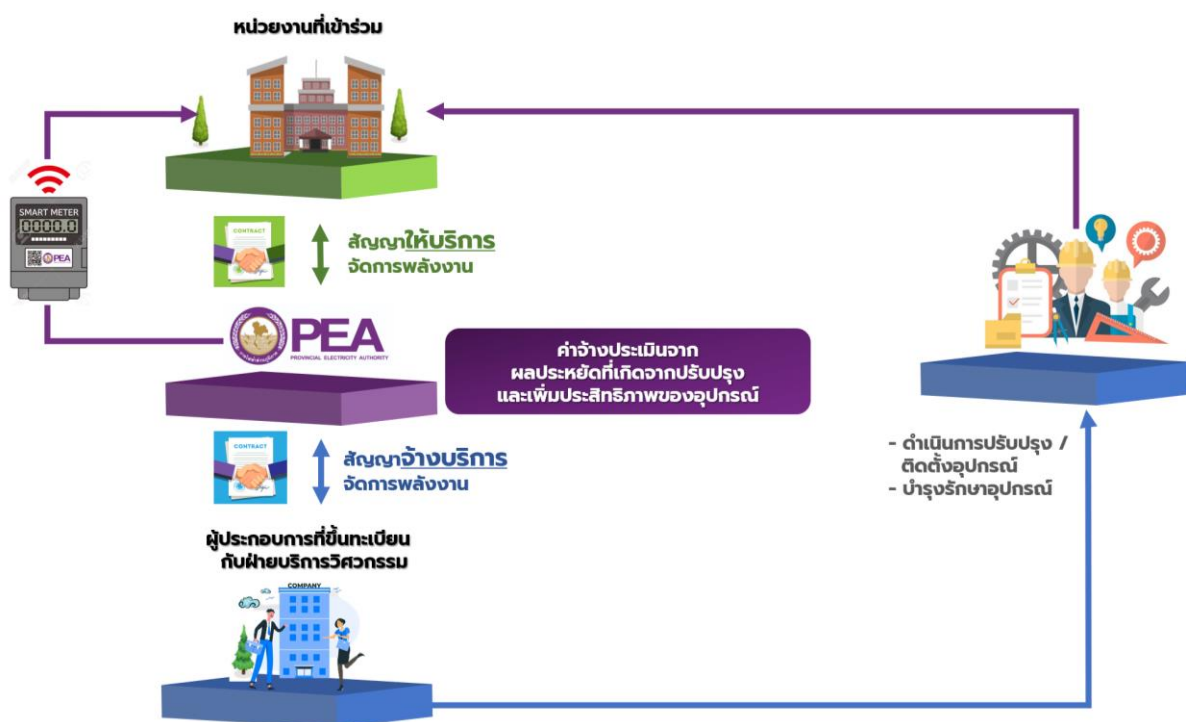 หน่วยงานที่เข้าร่วม
SMART METER
0000.0
PEA
CONTRACT
สัญญาให้บริการ
จัดการพลังงาน
PEA
PROVINCIAL ELECTRICITY AUTHORITY
ค่าจ้างประเมินจาก
ผลประหยัดที่เกิดจากปรับปรุง
และเพิ่มประสิทธิภาพของอุปกรณ์
CONTRACT
สัญญาจ้างบริการ
จัดการพลังงาน
- ดำเนินการปรับปรุง /
ติดตั้งอุปกรณ์
- บำรุงรักษาอุปกรณ์
ผู้ประกอบการที่ขึ้นทะเบียน
กับฝ่ายบริการวิศวกรรม
COMPANY